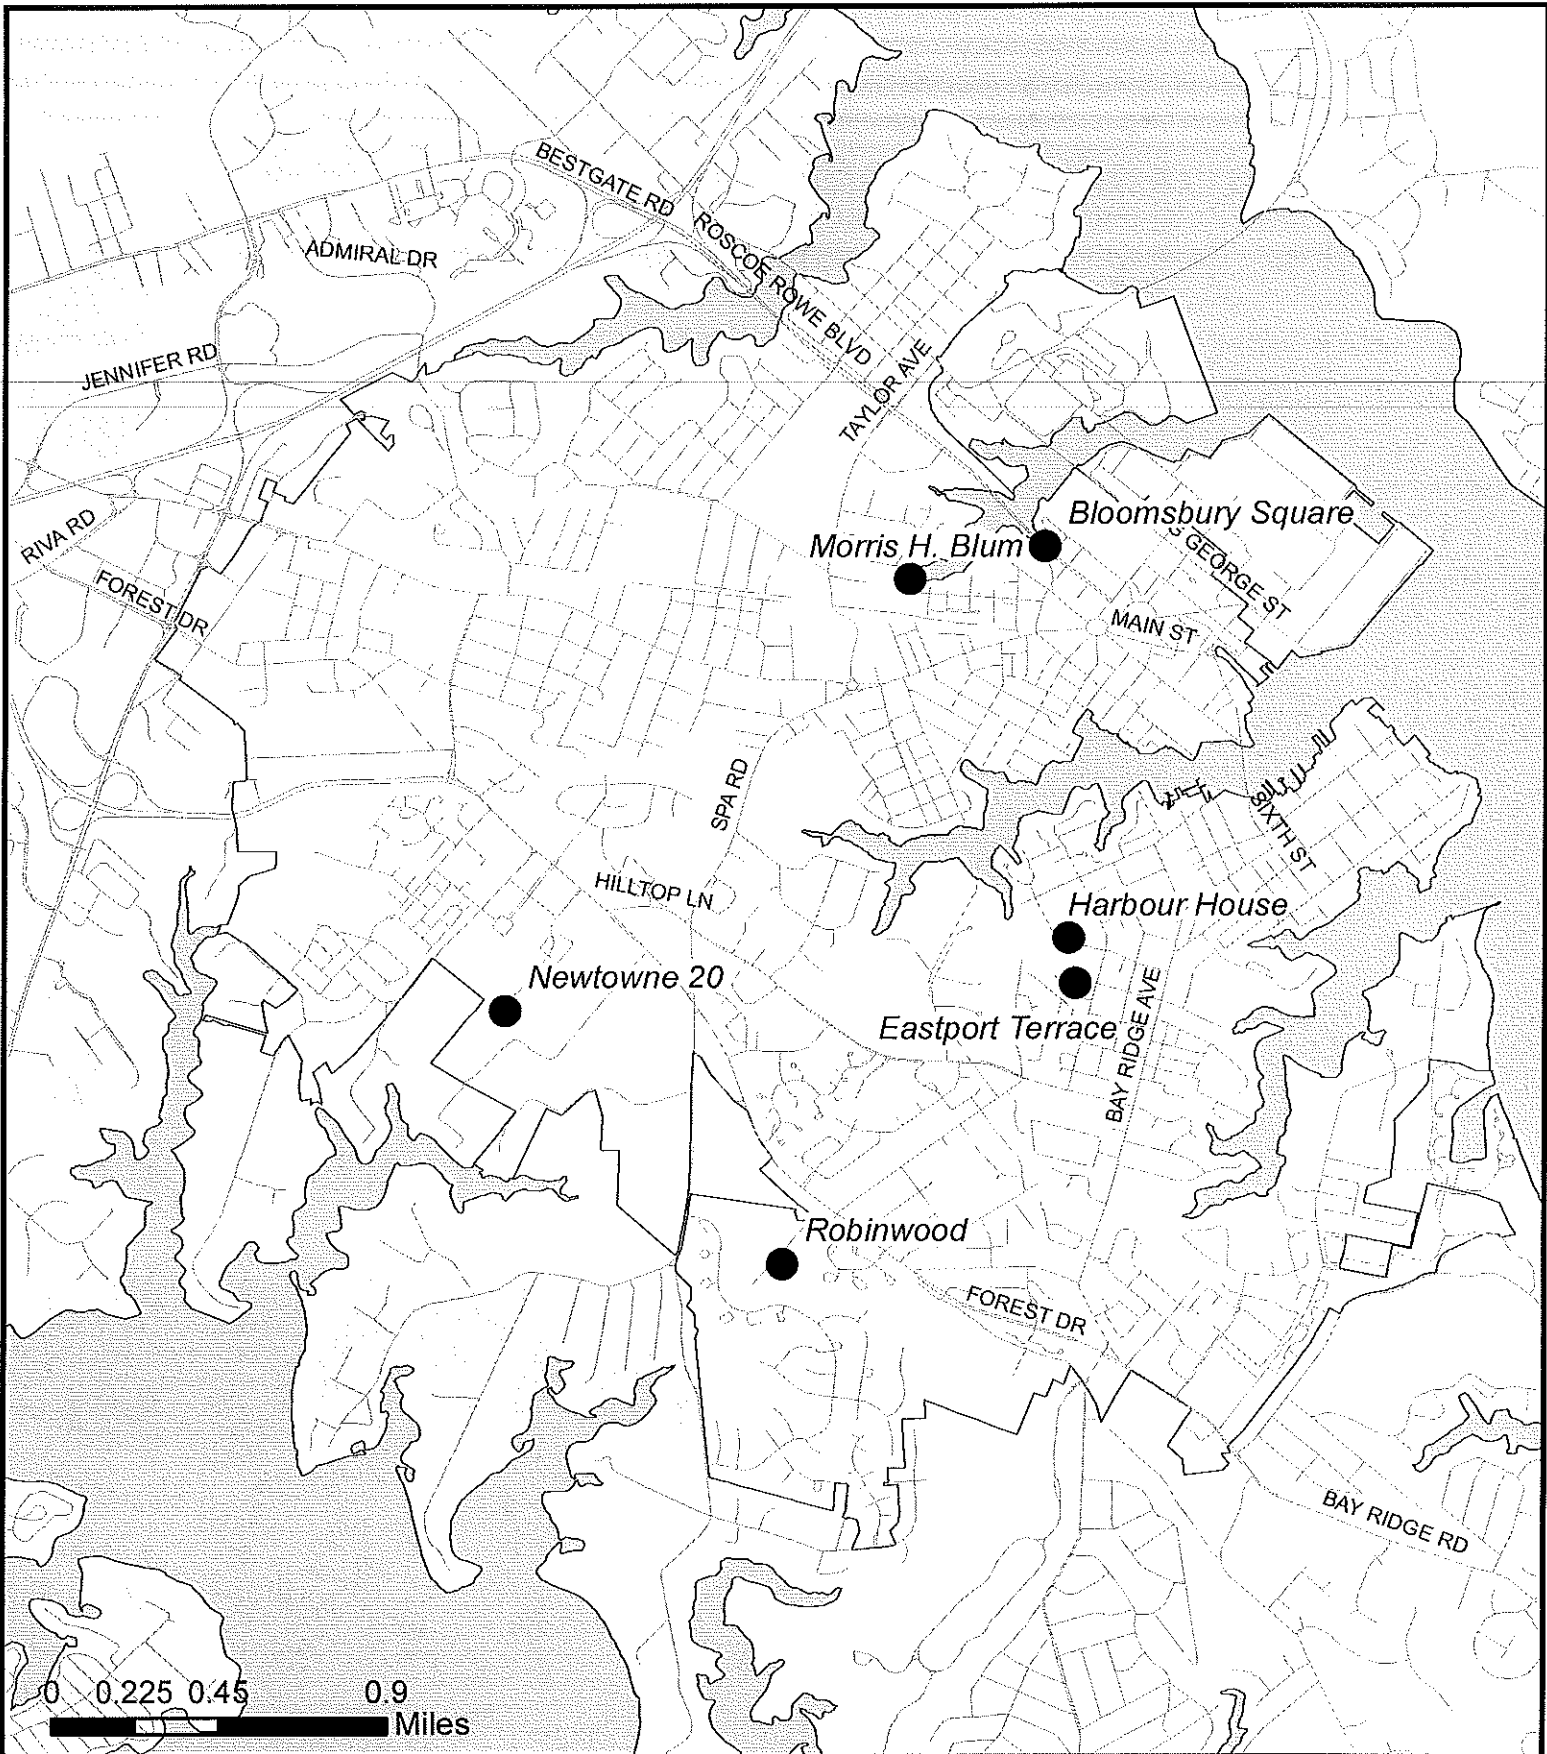 BESTGATE RD
ROSCOE ROWE BLVD
ADMIRAL DR
JENNIFER RD
TAYLOR AVE
RIVA RD
FOREST DR
Bloomsbury Square
Morris H. Blum
S GEORGE ST
MAIN ST
SPA RD
SIXTH ST
HILLTOP LN
Harbour House
Newtowne 20
Eastport Terrace
BAY RIDGE AVE
Robinwood
FOREST DR
BAY RIDGE RD
0 0.225 0.45 0.9
Miles